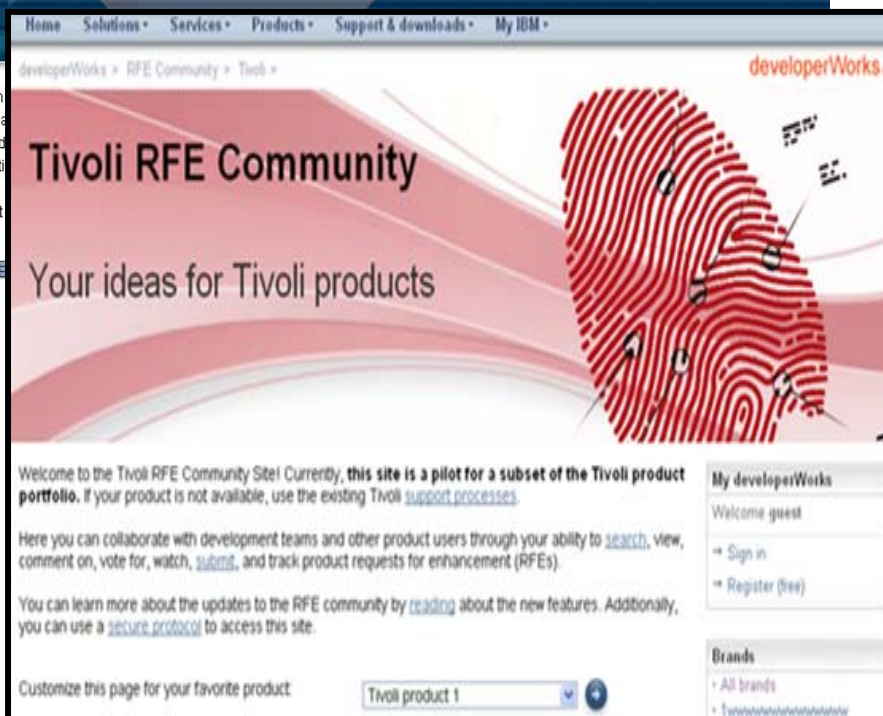 Home Solutions Services Products Support & downloads My IBM
developerWorks > RFE Community > Tivoli >
developerWorks
Tivoli RFE Community
Your ideas for Tivoli products
Welcome to the Tivoli RFE Community Site! Currently, this site is a pilot for a subset of the Tivoli product
portfolio. If your product is not available, use the existing Tivoli support processes.
Here you can collaborate with development teams and other product users through your ability to search, view,
comment on, vote for, watch, submit, and track product requests for enhancement (RFEs).
You can learn more about the updates to the RFE community by reading about the new features. Additionally,
you can use a secure protocol to access this site.
Customize this page for your favorite product
Tivoli product 1
My developerWorks
Welcome guest
Sign in
Register (free)
Brands
All brands